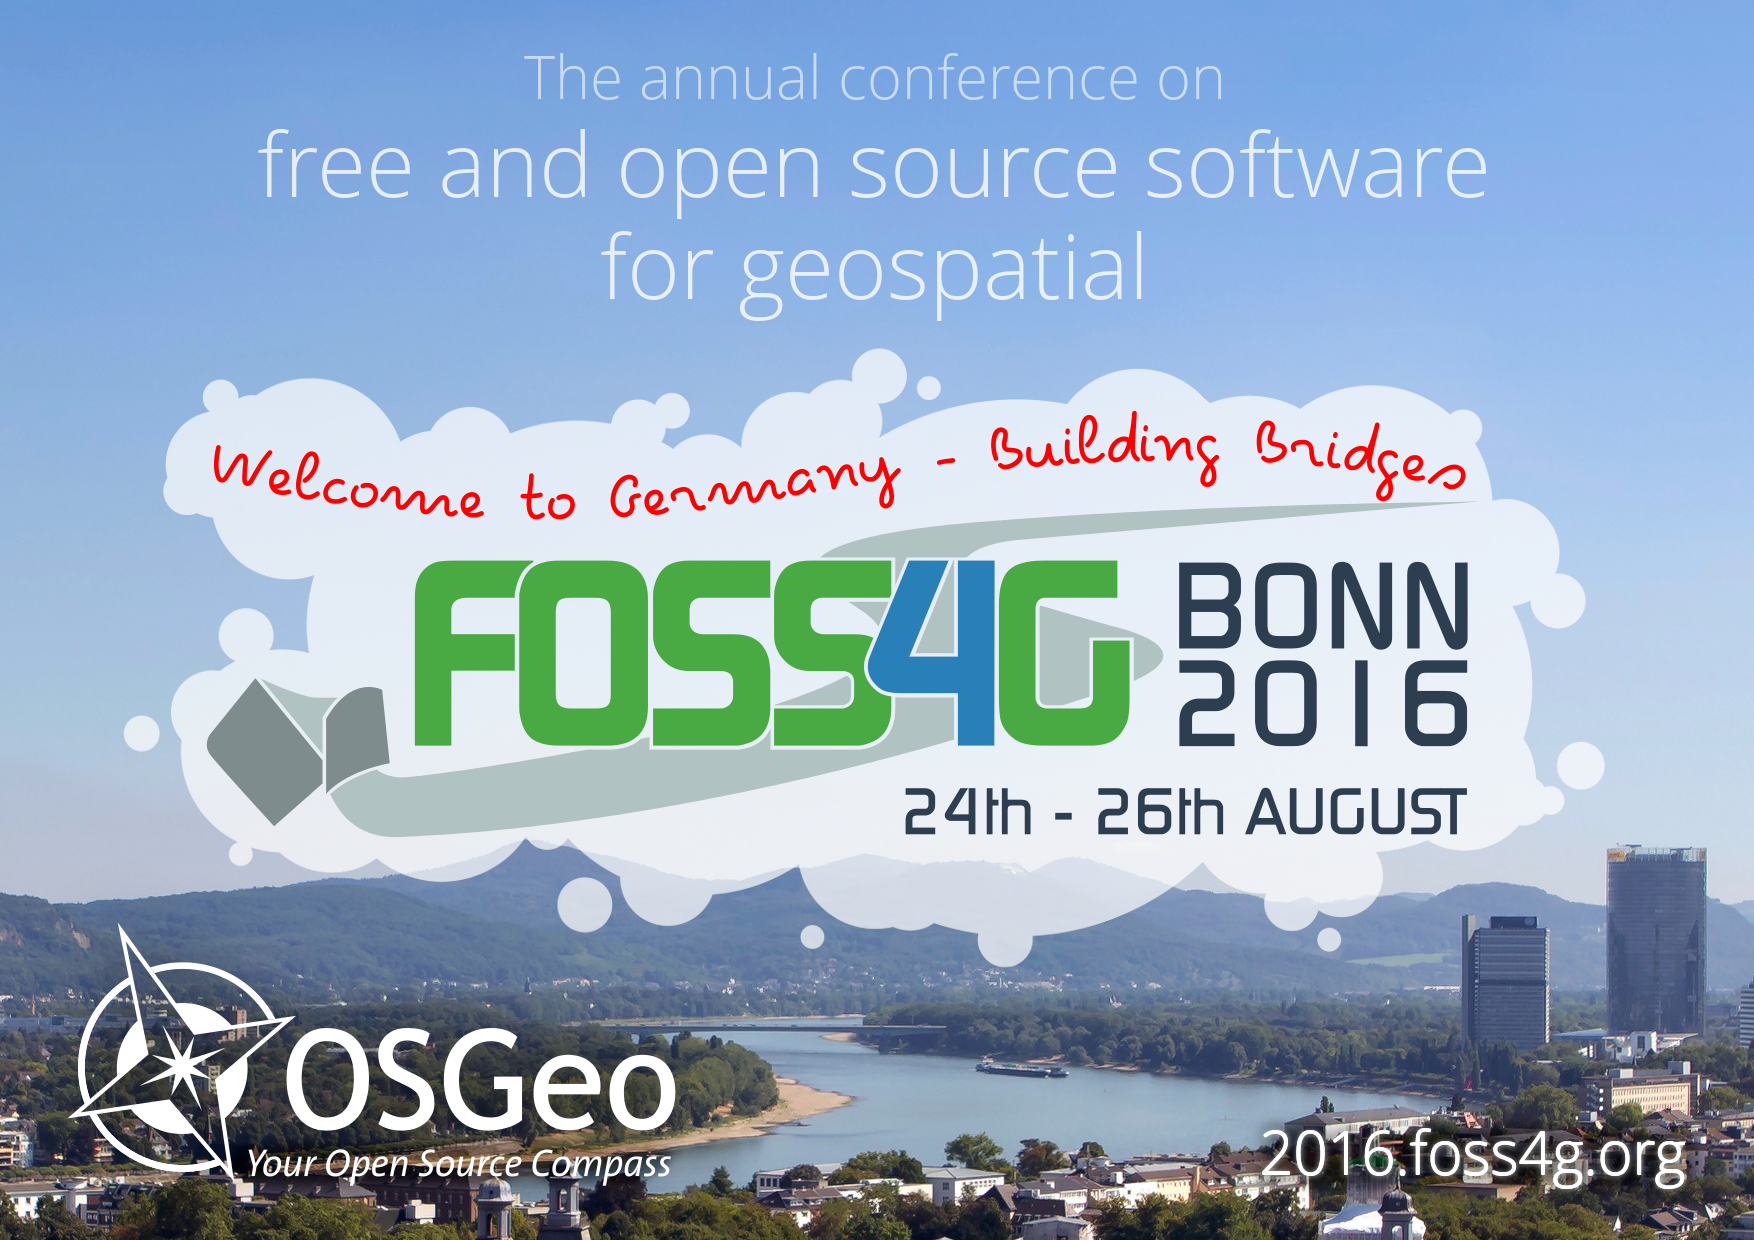 The annual conference on
free and open source software
for geospatial
Welcome to Germany - Building Bridges
FOSS4G
BONN
2016
24th - 26th AUGUST
OSGeo
Your Open Source Compass
2016.foss4g.org